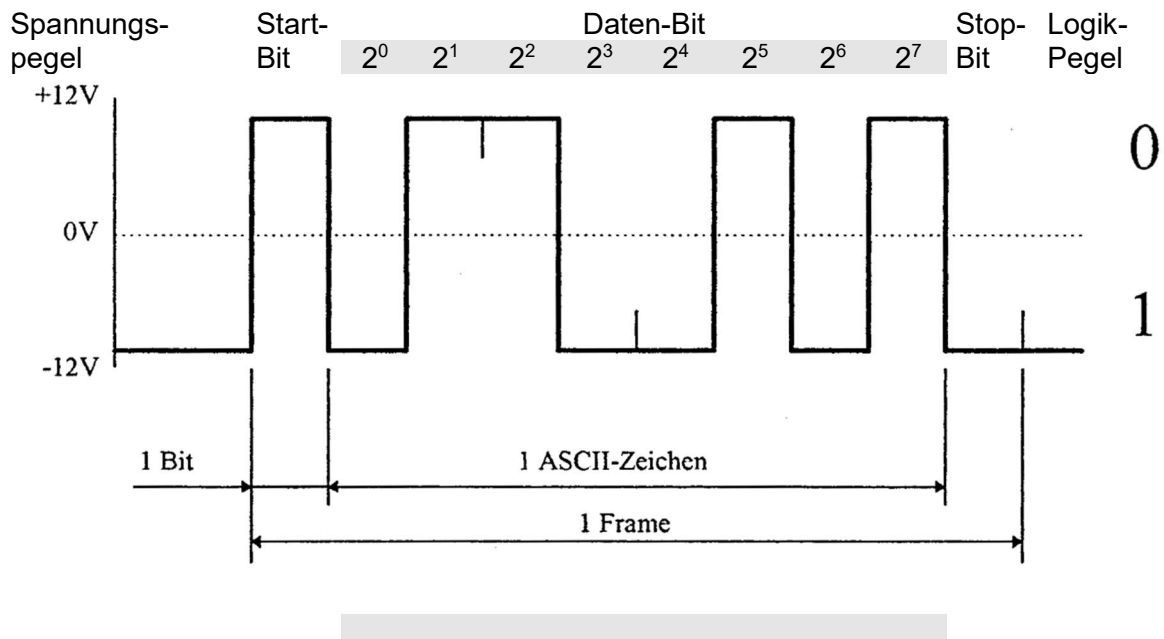 Spannungs- Start- Daten-Bit Stop- Logik-
pegel Bit 2⁰ 2¹ 2² 2³ 2⁴ 2⁵ 2⁶ 2⁷ Bit Pegel
+12V
0
0V
1
-12V
1 Bit 1 ASCII-Zeichen
1 Frame